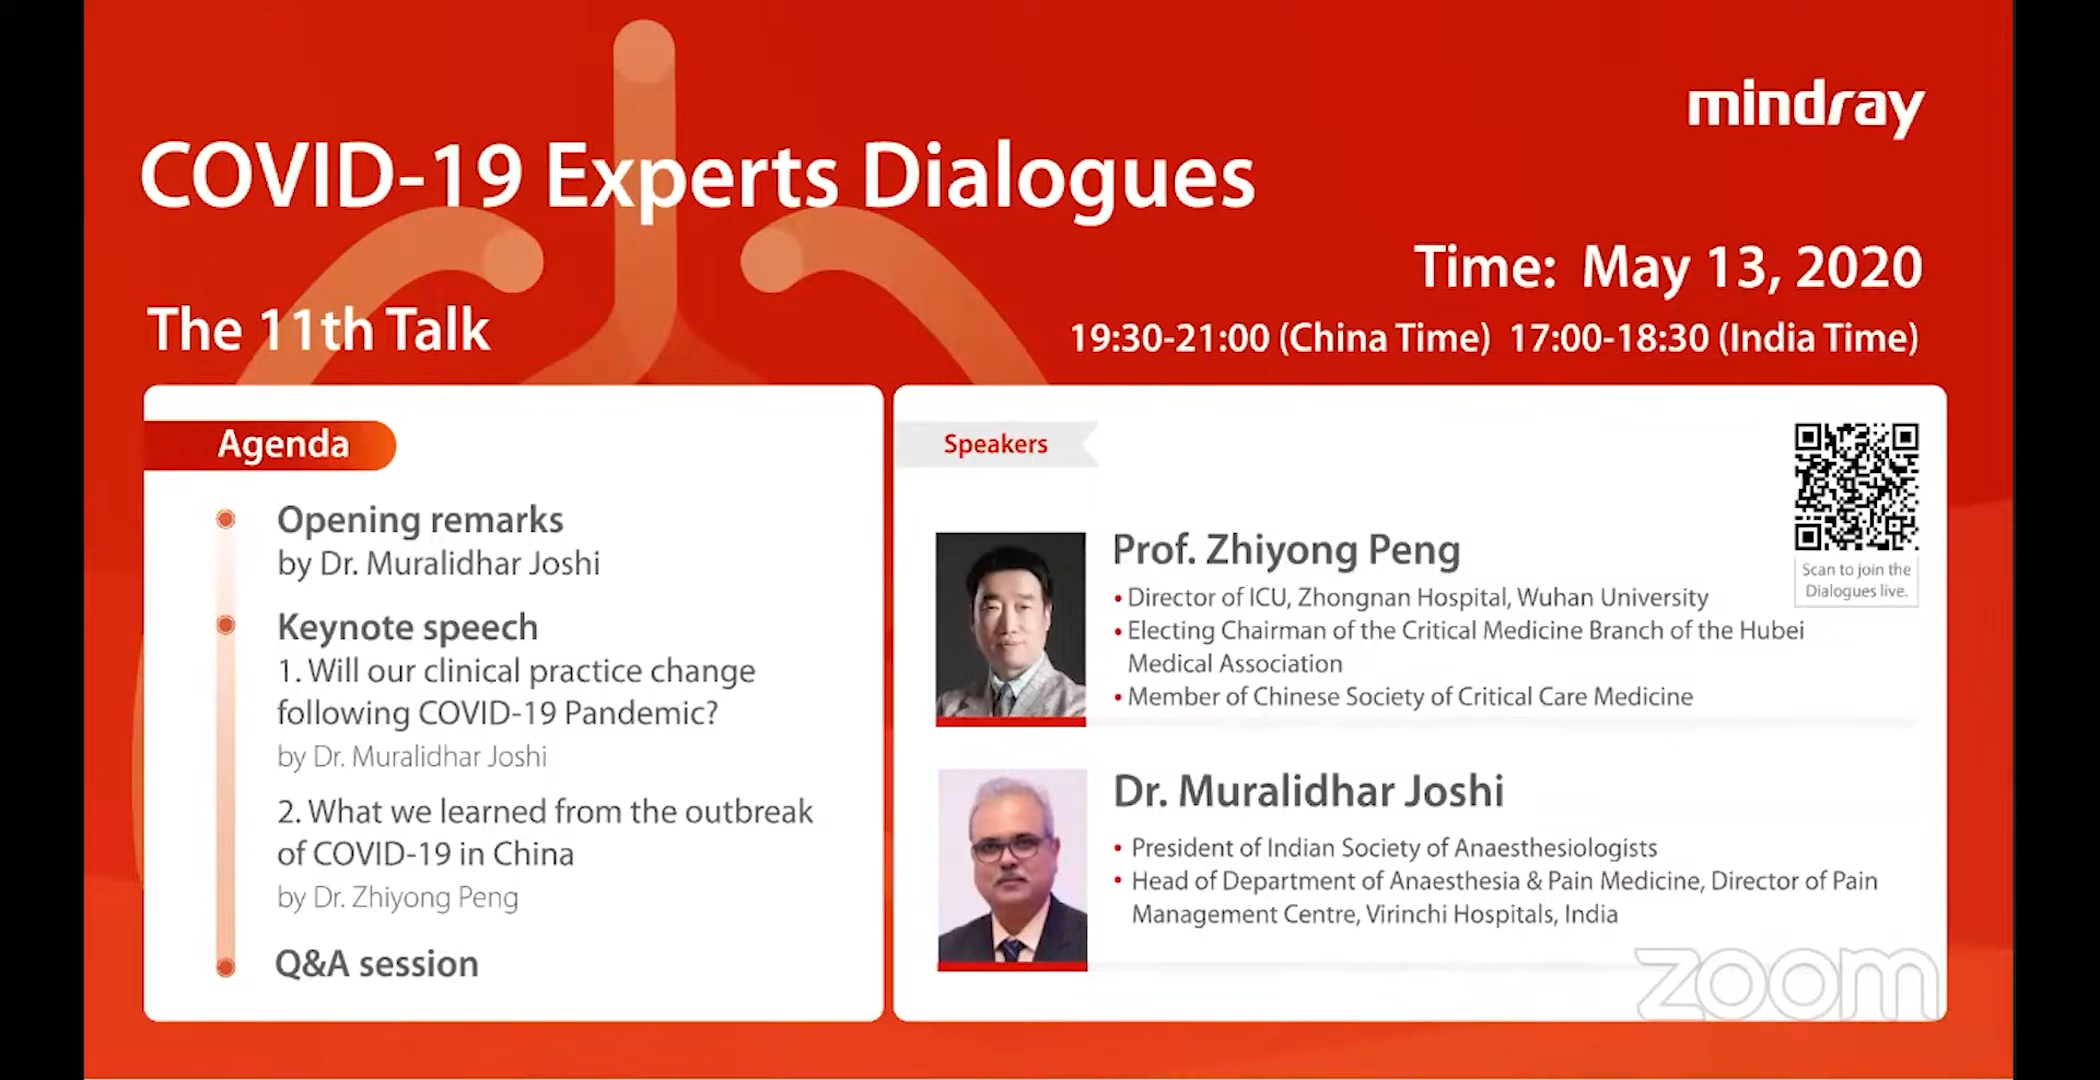 mindray
COVID-19 Experts Dialogues
Time: May 13, 2020
The 11th Talk
19:30-21:00 (China Time) 17:00-18:30 (India Time)
Agenda
Opening remarks
by Dr. Muralidhar Joshi
Keynote speech
1. Will our clinical practice change
following COVID-19 Pandemic?
by Dr. Muralidhar Joshi
2. What we learned from the outbreak
of COVID-19 in China
by Dr. Zhiyong Peng
Q&A session
Speakers
Scan to join the
Dialogues live.
Prof. Zhiyong Peng
• Director of ICU, Zhongnan Hospital, Wuhan University
• Electing Chairman of the Critical Medicine Branch of the Hubei
Medical Association
• Member of Chinese Society of Critical Care Medicine
Dr. Muralidhar Joshi
• President of Indian Society of Anaesthesiologists
• Head of Department of Anaesthesia & Pain Medicine, Director of Pain
Management Centre, Virinchi Hospitals, India
zoom